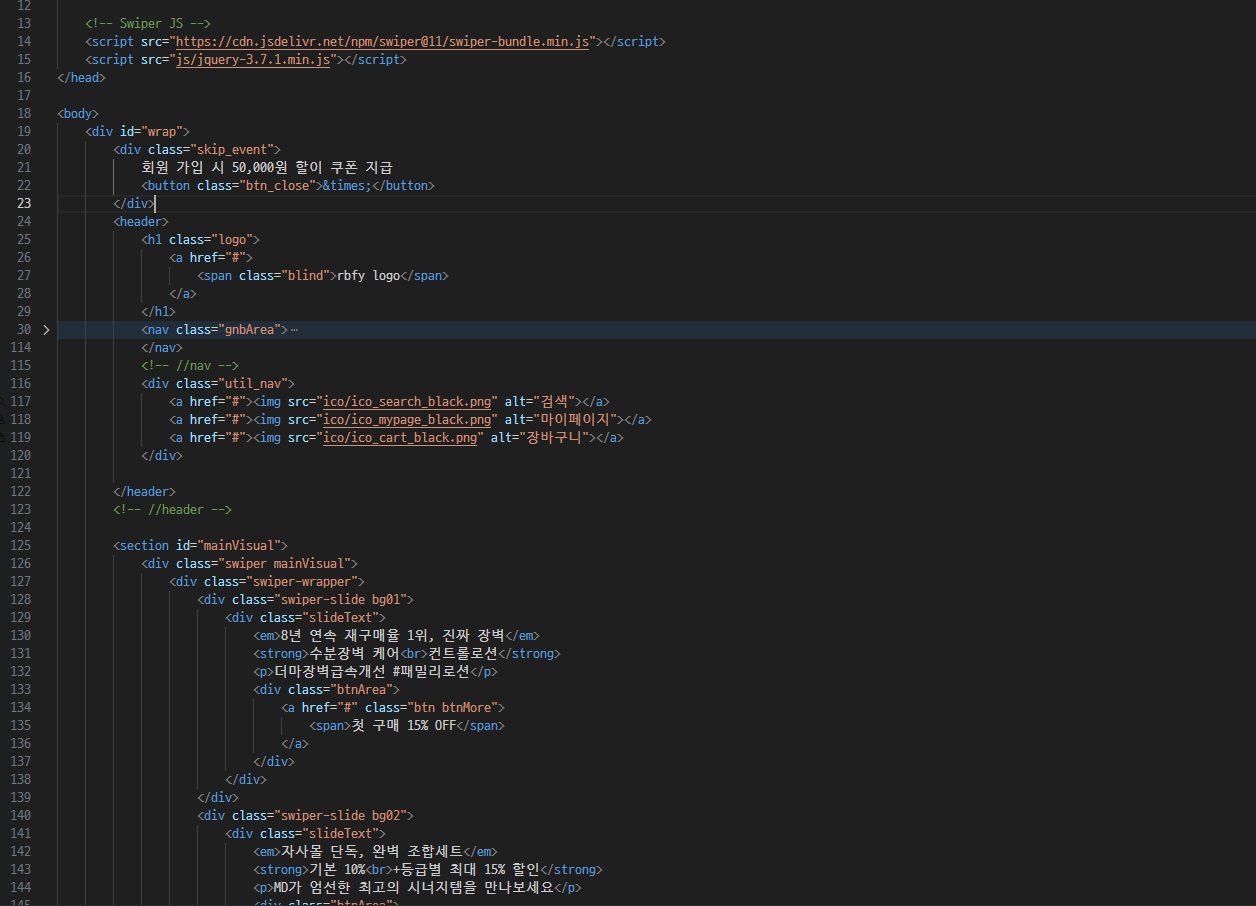 12
13 <!-- Swiper JS -->
14 <script src="https://cdn.jsdelivr.net/npm/swiper@11/swiper-bundle.min.js"></script>
15 <script src="js/jquery-3.7.1.min.js"></script>
16 </head>
17
18 <body>
19 <div id="wrap">
20 <div class="skip_event">
21 회원 가입 시 50,000원 할이 쿠폰 지급
22 <button class="btn_close">&times;</button>
23 </div>
24 <header>
25 <h1 class="logo">
26 <a href="#">
27 <span class="blind">rbfy logo</span>
28 </a>
29 </h1>
30 <nav class="gnbArea">⋯
114 </nav>
115 <!-- //nav -->
116 <div class="util_nav">
117 <a href="#"><img src="ico/ico_search_black.png" alt="검색"></a>
118 <a href="#"><img src="ico/ico_mypage_black.png" alt="마이페이지"></a>
119 <a href="#"><img src="ico/ico_cart_black.png" alt="장바구니"></a>
120 </div>
121
122 </header>
123 <!-- //header -->
124
125 <section id="mainVisual">
126 <div class="swiper mainVisual">
127 <div class="swiper-wrapper">
128 <div class="swiper-slide bg01">
129 <div class="slideText">
130 <em>8년 연속 재구매율 1위, 진짜 장벽</em>
131 <strong>수분장벽 케어<br>컨트롤로션</strong>
132 <p>더마장벽급속개선 #패밀리로션</p>
133 <div class="btnArea">
134 <a href="#" class="btn btnMore">
135 <span>첫 구매 15% OFF</span>
136 </a>
137 </div>
138 </div>
139 </div>
140 <div class="swiper-slide bg02">
141 <div class="slideText">
142 <em>자사몰 단독, 완벽 조합세트</em>
143 <strong>기본 10%<br>+등급별 최대 15% 할인</strong>
144 <p>MD가 엄선한 최고의 시너지템을 만나보세요</p>
145 <div class="btnArea">